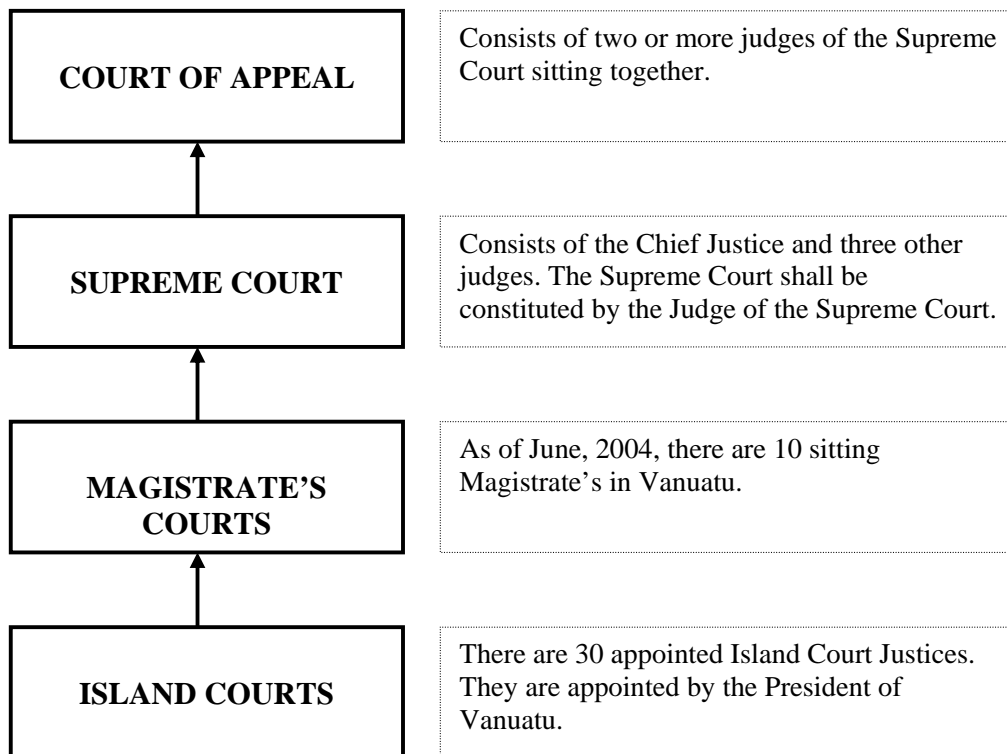 COURT OF APPEAL
Consists of two or more judges of the Supreme
Court sitting together.
SUPREME COURT
Consists of the Chief Justice and three other
judges. The Supreme Court shall be
constituted by the Judge of the Supreme Court.
MAGISTRATE’S
COURTS
As of June, 2004, there are 10 sitting
Magistrate’s in Vanuatu.
ISLAND COURTS
There are 30 appointed Island Court Justices.
They are appointed by the President of
Vanuatu.